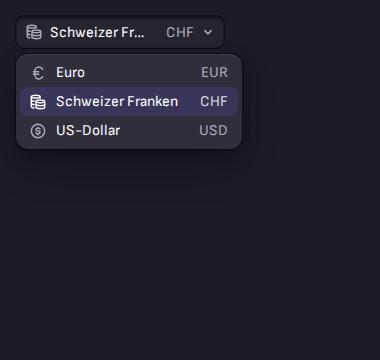 Schweizer Fr... CHF
Euro EUR
Schweizer Franken CHF
US-Dollar USD